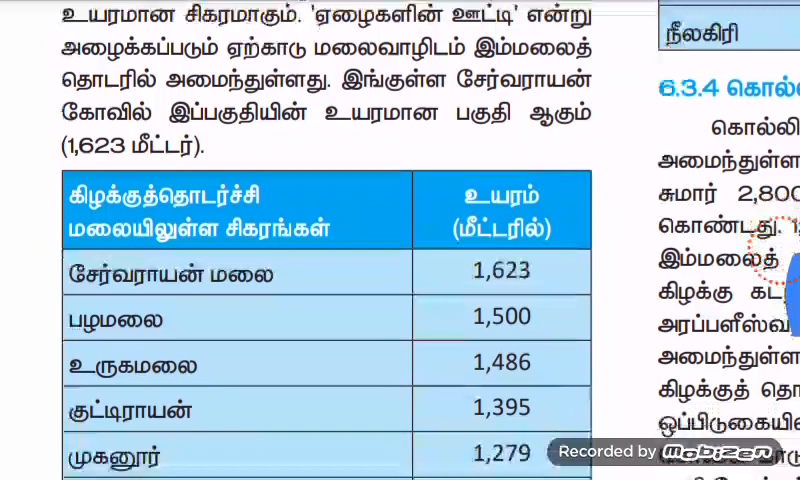 உயரமான சிகரமாகும். 'ஏழைகளின் ஊட்டி' என்று
அழைக்கப்படும் ஏற்காடு மலைவாழிடம் இம்மலைத்
தொடரில் அமைந்துள்ளது. இங்குள்ள சேர்வராயன்
கோவில் இப்பகுதியின் உயரமான பகுதி ஆகும்
(1,623 மீட்டர்).
கிழக்குத்தொடர்ச்சி மலையிலுள்ள சிகரங்கள் உயரம் (மீட்டரில்)
சேர்வராயன் மலை 1,623
பழமலை 1,500
உருகமலை 1,486
குட்டிராயன் 1,395
முகனூர் 1,279
நீலகிரி
6.3.4 கொல்
கொல்லி
அமைந்துள்ள
சுமார் 2,800
கொண்டது.
இம்மலைத்
கிழக்கு
அரப்பளீஸ்வ
அமைந்துள்ள
கிழக்குத் தொ
ஒப்பிடுகையி
Recorded by mobizen